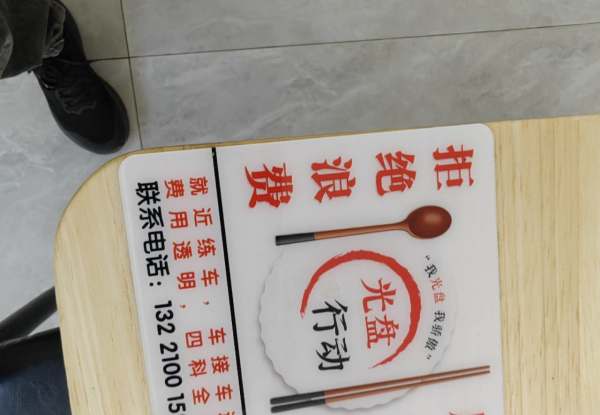 拒绝浪费
“我光盘 我骄傲”
光盘
行动
就近练车，车接车
费用透明，四科全
联系电话：132 2100 15